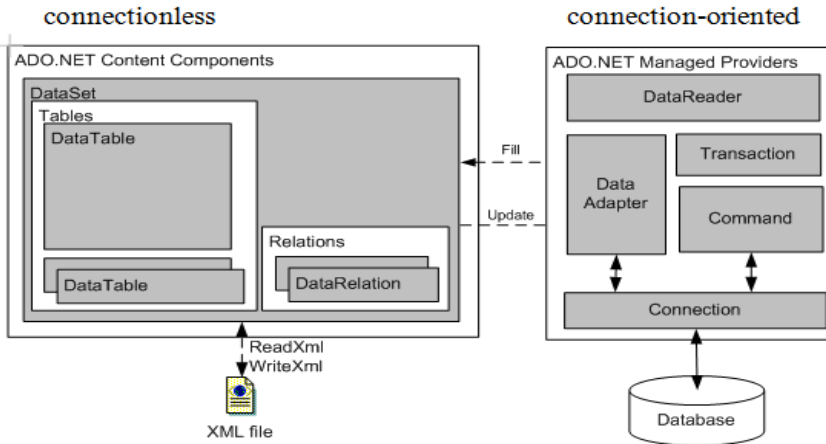 connectionless
connection-oriented
ADO.NET Content Components
DataSet
Tables
DataTable
DataTable
Relations
DataRelation
Fill
Update
ADO.NET Managed Providers
DataReader
Data
Adapter
Transaction
Command
Connection
ReadXml
WriteXml
XML file
Database